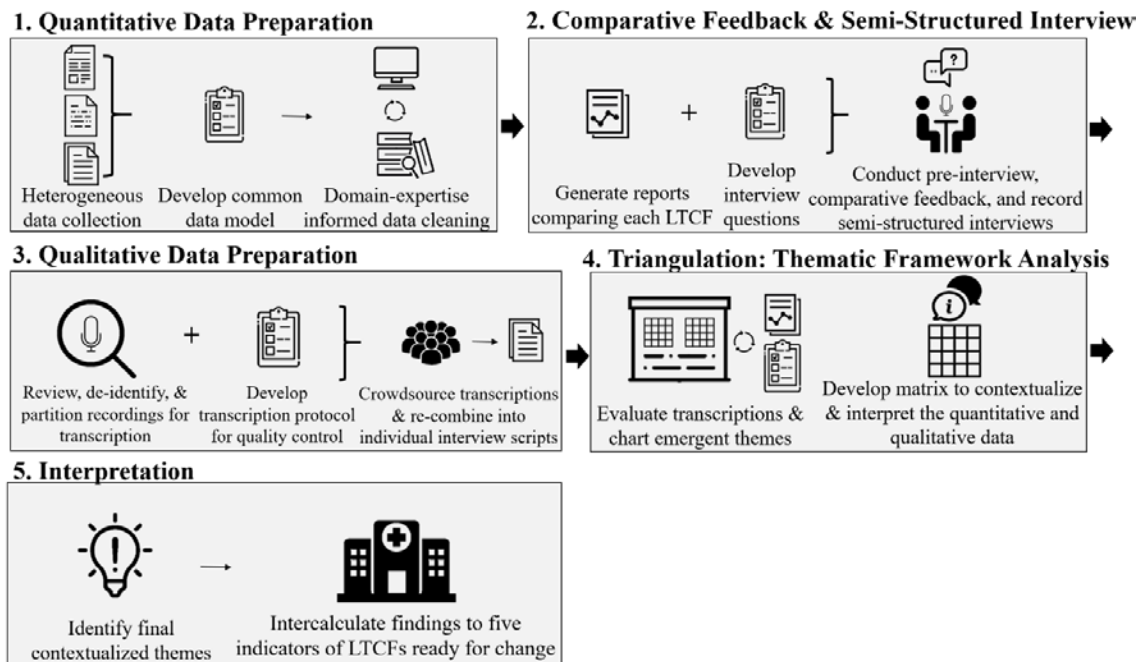 1. Quantitative Data Preparation
Heterogeneous
data collection
Develop common
data model
Domain-expertise
informed data cleaning
2. Comparative Feedback & Semi-Structured Interview
?
Generate reports
comparing each LTCF
Develop
interview
questions
Conduct pre-interview,
comparative feedback, and record
semi-structured interviews
3. Qualitative Data Preparation
Review, de-identify, &
partition recordings for
transcription
Develop
transcription protocol
for quality control
Crowdsource transcriptions
& re-combine into
individual interview scripts
4. Triangulation: Thematic Framework Analysis
i
Evaluate transcriptions &
chart emergent themes
Develop matrix to contextualize
& interpret the quantitative and
qualitative data
5. Interpretation
!
Identify final
contextualized themes
Intercalculate findings to five
indicators of LTCFs ready for change